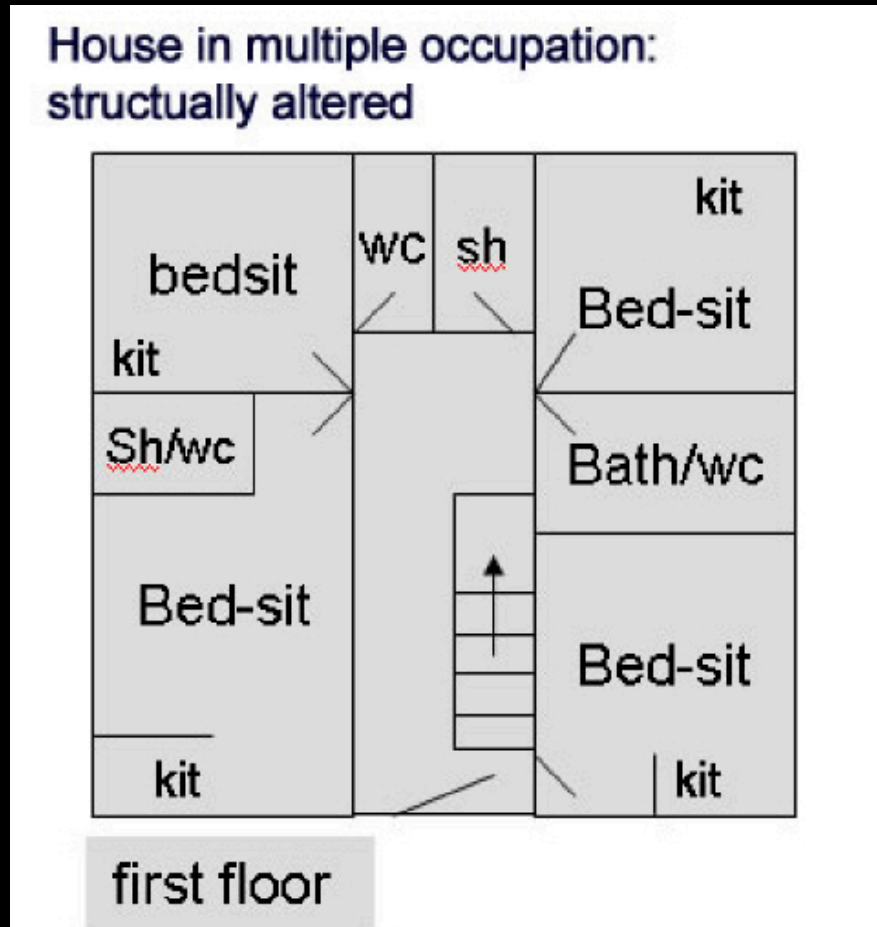 House in multiple occupation:
structually altered
kit
wc
sh
bedsit
Bed-sit
kit
Sh/wc
Bath/wc
Bed-sit
Bed-sit
kit
kit
first floor